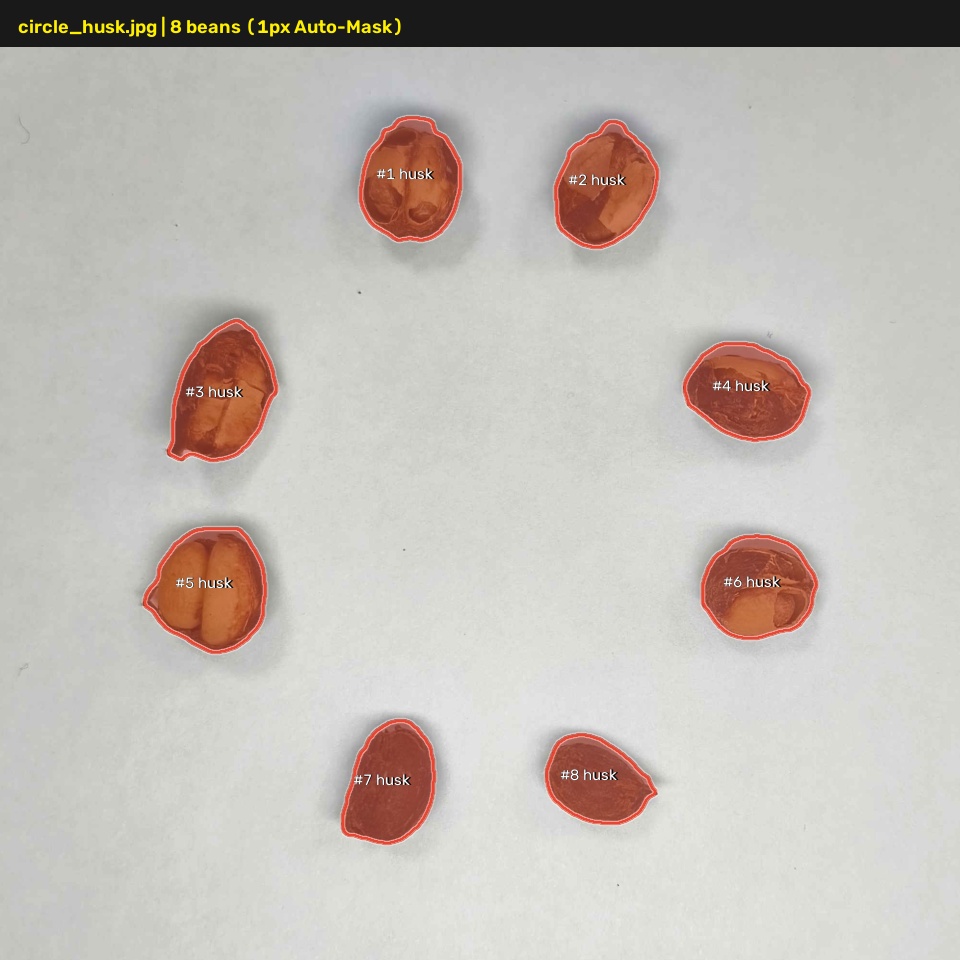 circle_husk.jpg | 8 beans (1px Auto-Mask)
#1 husk
#2 husk
#3 husk
#4 husk
#5 husk
#6 husk
#7 husk
#8 husk